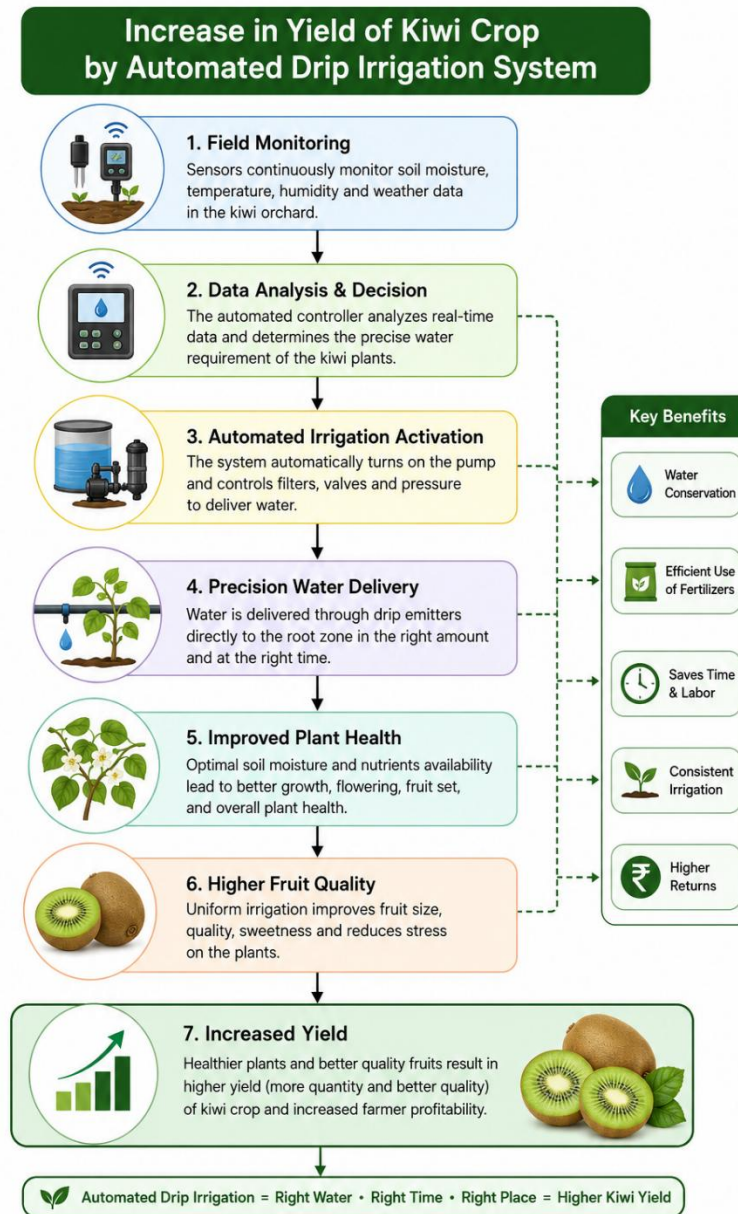 Increase in Yield of Kiwi Crop
by Automated Drip Irrigation System
1. Field Monitoring
Sensors continuously monitor soil moisture,
temperature, humidity and weather data
in the kiwi orchard.
2. Data Analysis & Decision
The automated controller analyzes real-time
data and determines the precise water
requirement of the kiwi plants.
3. Automated Irrigation Activation
The system automatically turns on the pump
and controls filters, valves and pressure
to deliver water.
4. Precision Water Delivery
Water is delivered through drip emitters
directly to the root zone in the right amount
and at the right time.
5. Improved Plant Health
Optimal soil moisture and nutrients availability
lead to better growth, flowering, fruit set,
and overall plant health.
6. Higher Fruit Quality
Uniform irrigation improves fruit size,
quality, sweetness and reduces stress
on the plants.
Key Benefits
Water
Conservation
Efficient Use
of Fertilizers
Saves Time
& Labor
Consistent
Irrigation
₹
Higher
Returns
7. Increased Yield
Healthier plants and better quality fruits result in
higher yield (more quantity and better quality)
of kiwi crop and increased farmer profitability.
Automated Drip Irrigation = Right Water • Right Time • Right Place = Higher Kiwi Yield